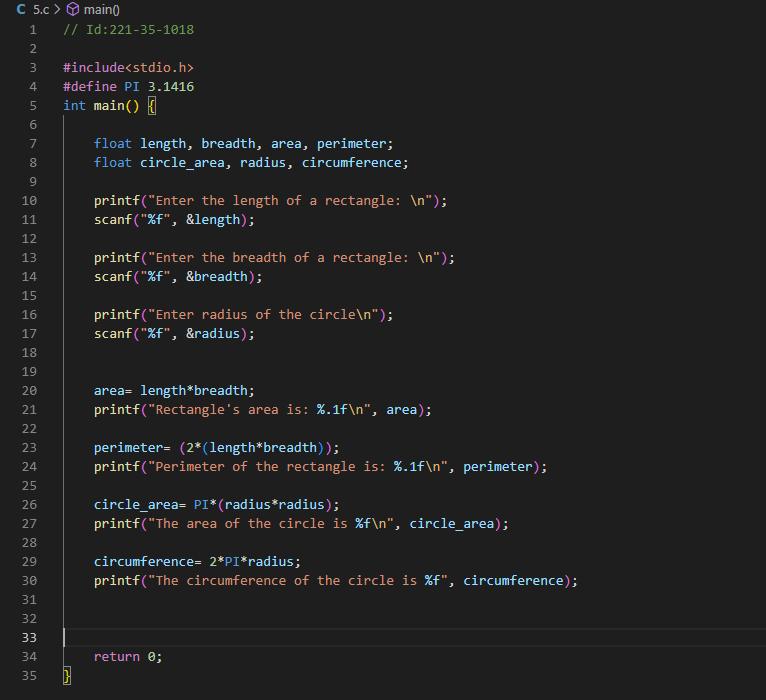 C 5.c > main()
1 // Id:221-35-1018
2
3 #include<stdio.h>
4 #define PI 3.1416
5 int main() {
6
7     float length, breadth, area, perimeter;
8     float circle_area, radius, circumference;
9
10     printf("Enter the length of a rectangle: \n");
11     scanf("%f", &length);
12
13     printf("Enter the breadth of a rectangle: \n");
14     scanf("%f", &breadth);
15
16     printf("Enter radius of the circle\n");
17     scanf("%f", &radius);
18
19
20     area= length*breadth;
21     printf("Rectangle's area is: %.1f\n", area);
22
23     perimeter= (2*(length*breadth));
24     printf("Perimeter of the rectangle is: %.1f\n", perimeter);
25
26     circle_area= PI*(radius*radius);
27     printf("The area of the circle is %f\n", circle_area);
28
29     circumference= 2*PI*radius;
30     printf("The circumference of the circle is %f", circumference);
31
32
33
34     return 0;
35 }